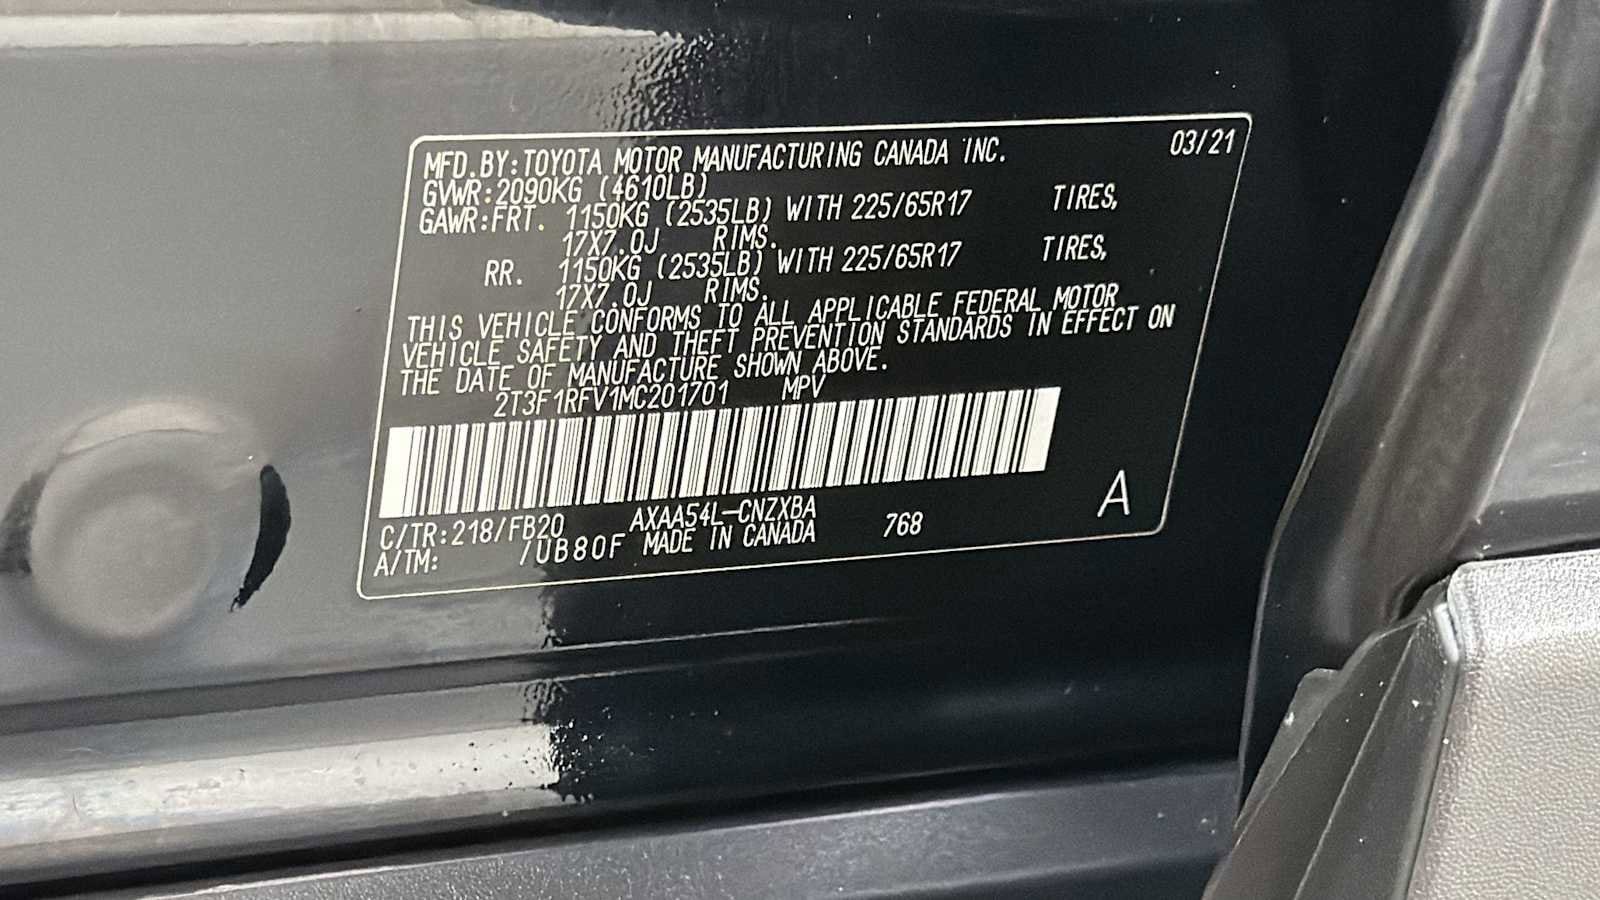 MFD.BY:TOYOTA MOTOR MANUFACTURING CANADA INC. 03/21
GVWR:2090KG (4610LB)
GAWR:FRT. 1150KG (2535LB) WITH 225/65R17 TIRES,
17X7.0J RIMS.
RR. 1150KG (2535LB) WITH 225/65R17 TIRES,
17X7.0J RIMS.
THIS VEHICLE CONFORMS TO ALL APPLICABLE FEDERAL MOTOR
VEHICLE SAFETY AND THEFT PREVENTION STANDARDS IN EFFECT ON
THE DATE OF MANUFACTURE SHOWN ABOVE.
2T3F1RFV1MC201701 MPV
C/TR:218/FB20 AXAA54L-CNZXBA 768 A
A/TM: /UB80F MADE IN CANADA